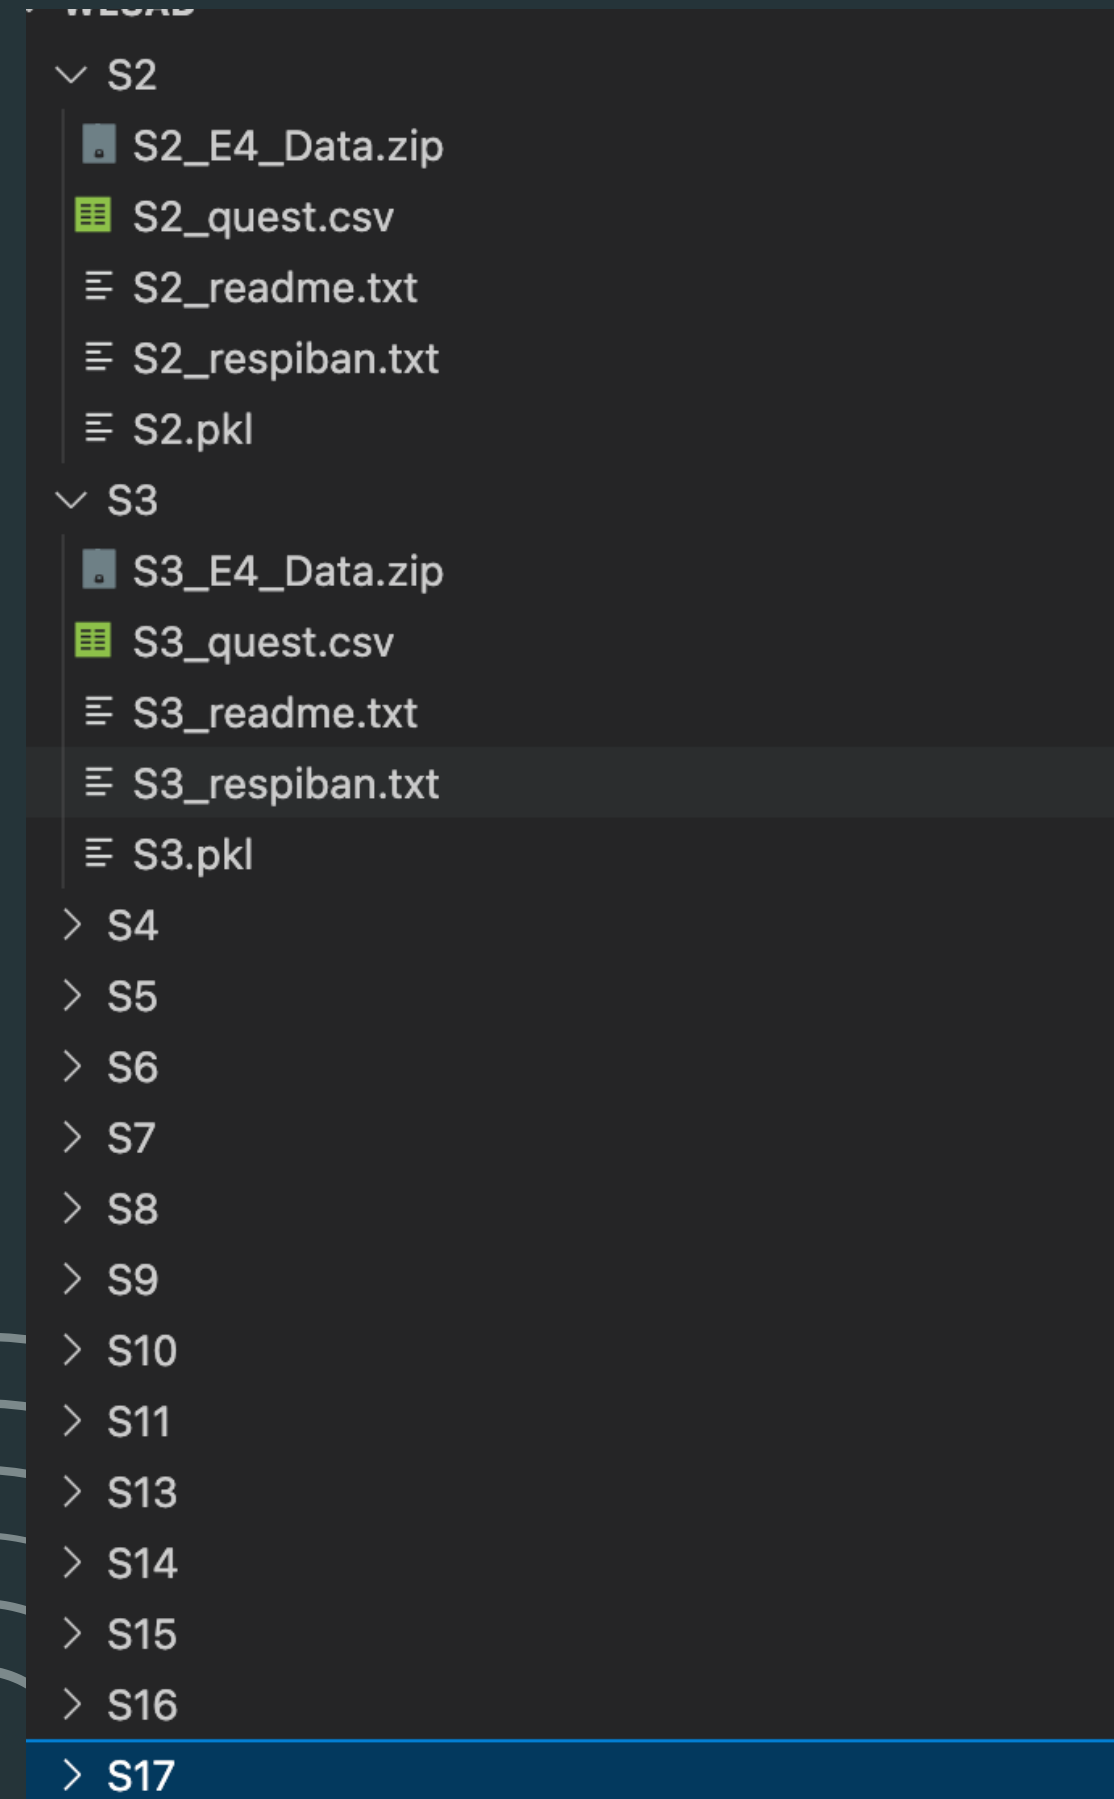 WESAD
S2
S2_E4_Data.zip
S2_quest.csv
S2_readme.txt
S2_respiban.txt
S2.pkl
S3
S3_E4_Data.zip
S3_quest.csv
S3_readme.txt
S3_respiban.txt
S3.pkl
S4
S5
S6
S7
S8
S9
S10
S11
S13
S14
S15
S16
S17